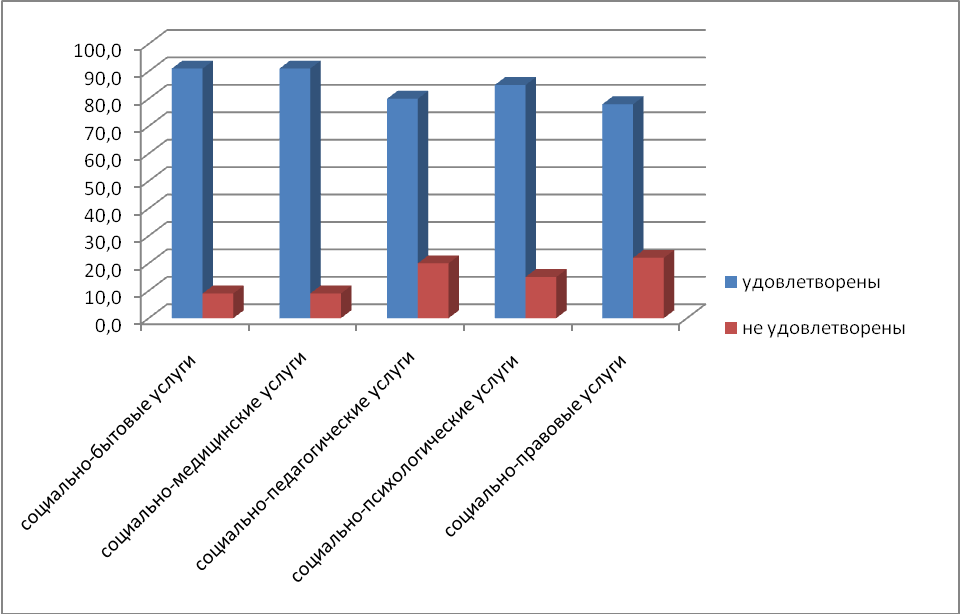 100,0
90,0
80,0
70,0
60,0
50,0
40,0
30,0
20,0
10,0
0,0
социально-бытовые услуги
социально-медицинские услуги
социально-педагогические услуги
социально-психологические услуги
социально-правовые услуги
удовлетворены
не удовлетворены